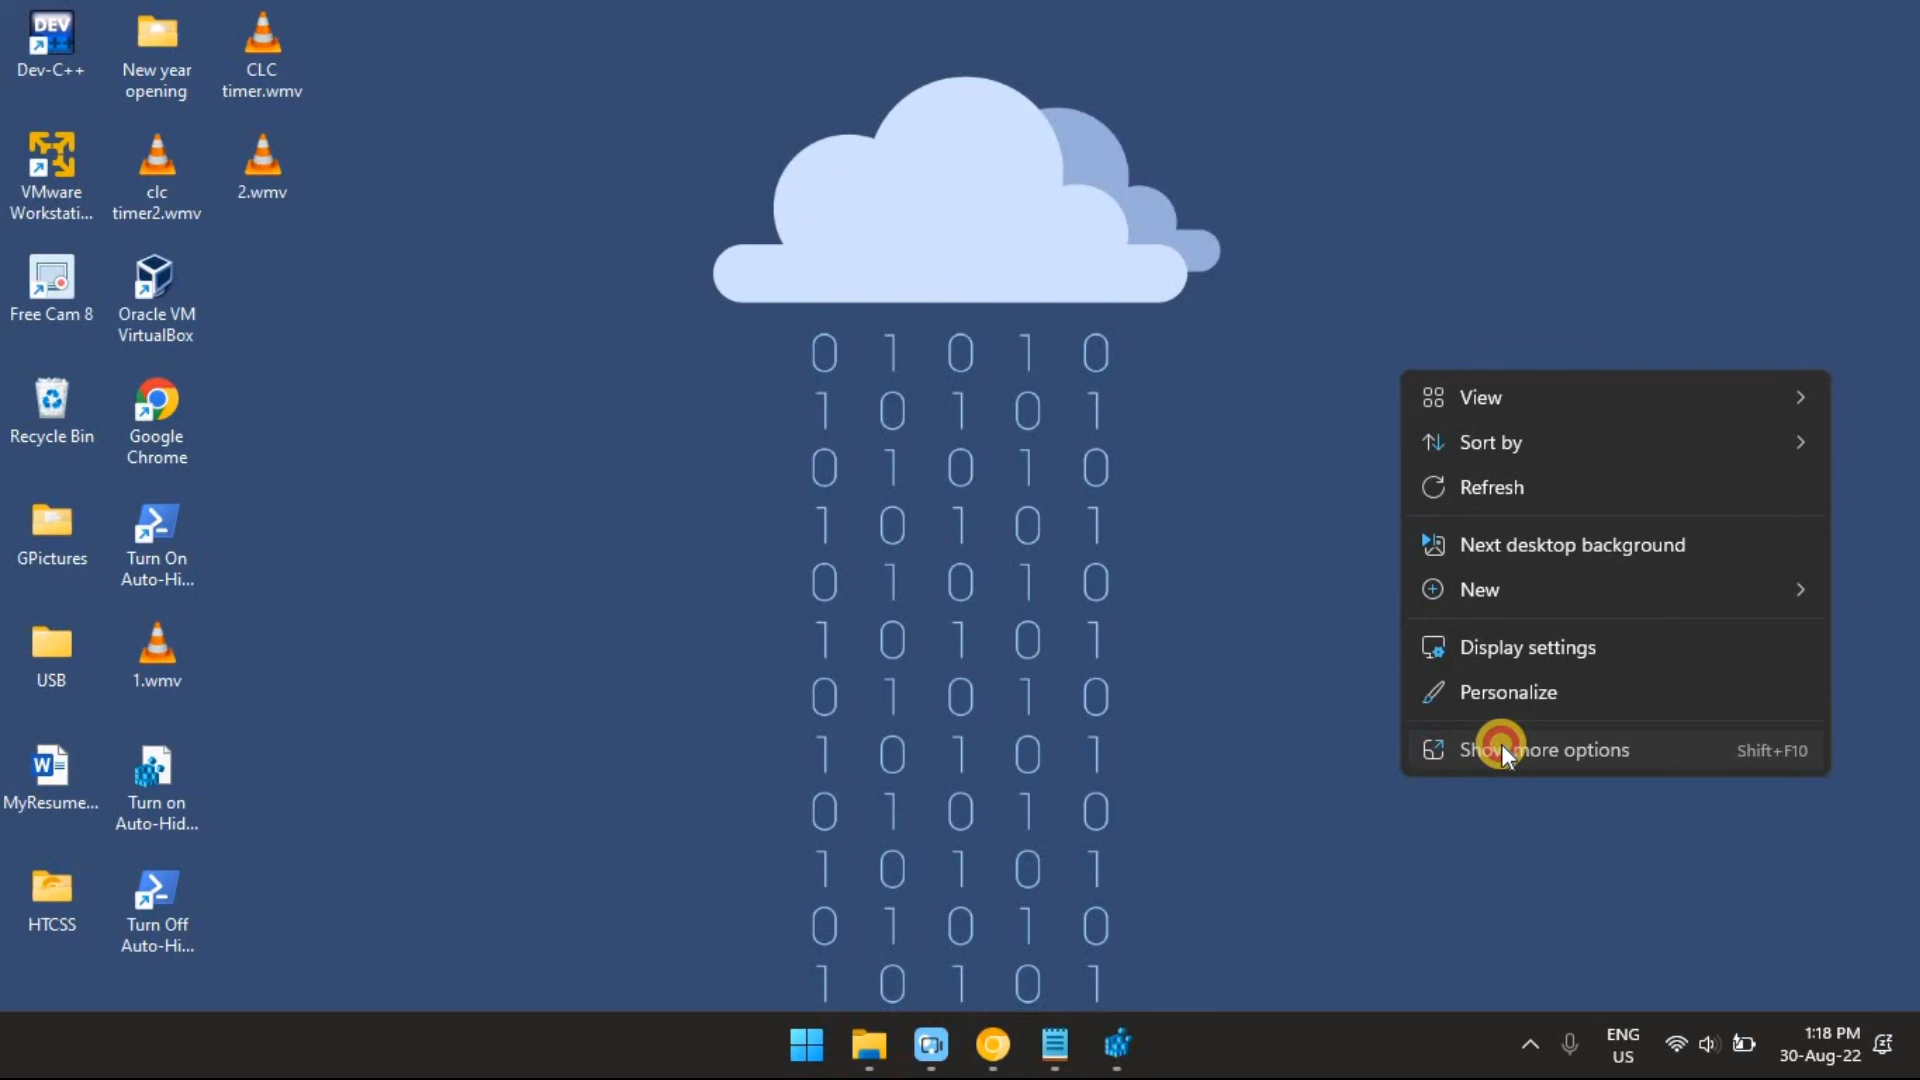 DEV
Dev-C++
New year
opening
CLC
timer.wmv
VMware
Workstati...
clc
timer2.wmv
2.wmv
Free Cam 8
Oracle VM
VirtualBox
Recycle Bin
Google
Chrome
GPictures
Turn On
Auto-Hi...
USB
1.wmv
W
MyResume...
Turn on
Auto-Hid...
HTCSS
Turn Off
Auto-Hi...
0 1 0 1 0
1 0 1 0 1
0 1 0 1 0
1 0 1 0 1
0 1 0 1 0
1 0 1 0 1
0 1 0 1 0
1 0 1 0 1
0 1 0 1 0
1 0 1 0 1
0 1 0 1 0
1 0 1 0 1
View
Sort by
Refresh
Next desktop background
New
Display settings
Personalize
Show more options Shift+F10
ENG
US
1:18 PM
30-Aug-22